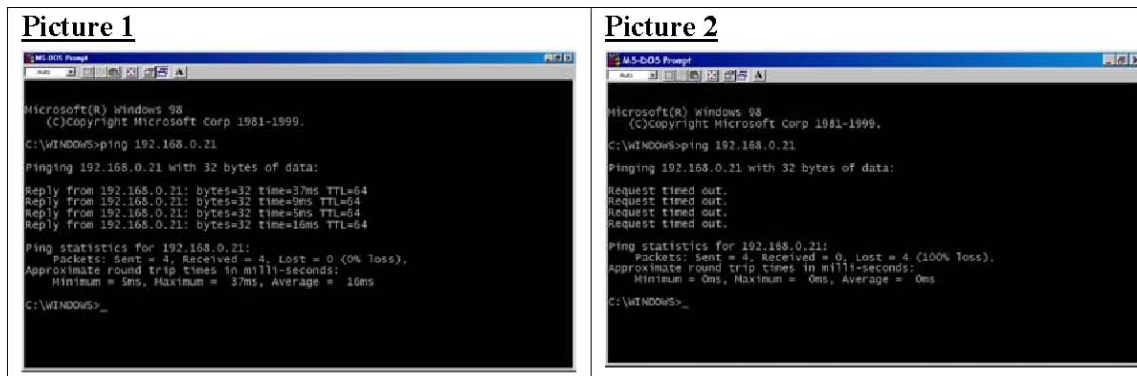 Picture 1
MS-DOS Prompt
Auto
A
Microsoft(R) Windows 98
(C)Copyright Microsoft Corp 1981-1999.
C:\WINDOWS>ping 192.168.0.21
Pinging 192.168.0.21 with 32 bytes of data:
Reply from 192.168.0.21: bytes=32 time=37ms TTL=64
Reply from 192.168.0.21: bytes=32 time=9ms TTL=64
Reply from 192.168.0.21: bytes=32 time=5ms TTL=64
Reply from 192.168.0.21: bytes=32 time=16ms TTL=64
Ping statistics for 192.168.0.21:
Packets: Sent = 4, Received = 4, Lost = 0 (0% loss),
Approximate round trip times in milli-seconds:
Minimum = 5ms, Maximum = 37ms, Average = 16ms
C:\WINDOWS>_
Picture 2
MS-DOS Prompt
Auto
A
Microsoft(R) Windows 98
(C)Copyright Microsoft Corp 1981-1999.
C:\WINDOWS>ping 192.168.0.21
Pinging 192.168.0.21 with 32 bytes of data:
Request timed out.
Request timed out.
Request timed out.
Request timed out.
Ping statistics for 192.168.0.21:
Packets: Sent = 4, Received = 0, Lost = 4 (100% loss),
Approximate round trip times in milli-seconds:
Minimum = 0ms, Maximum = 0ms, Average = 0ms
C:\WINDOWS>_